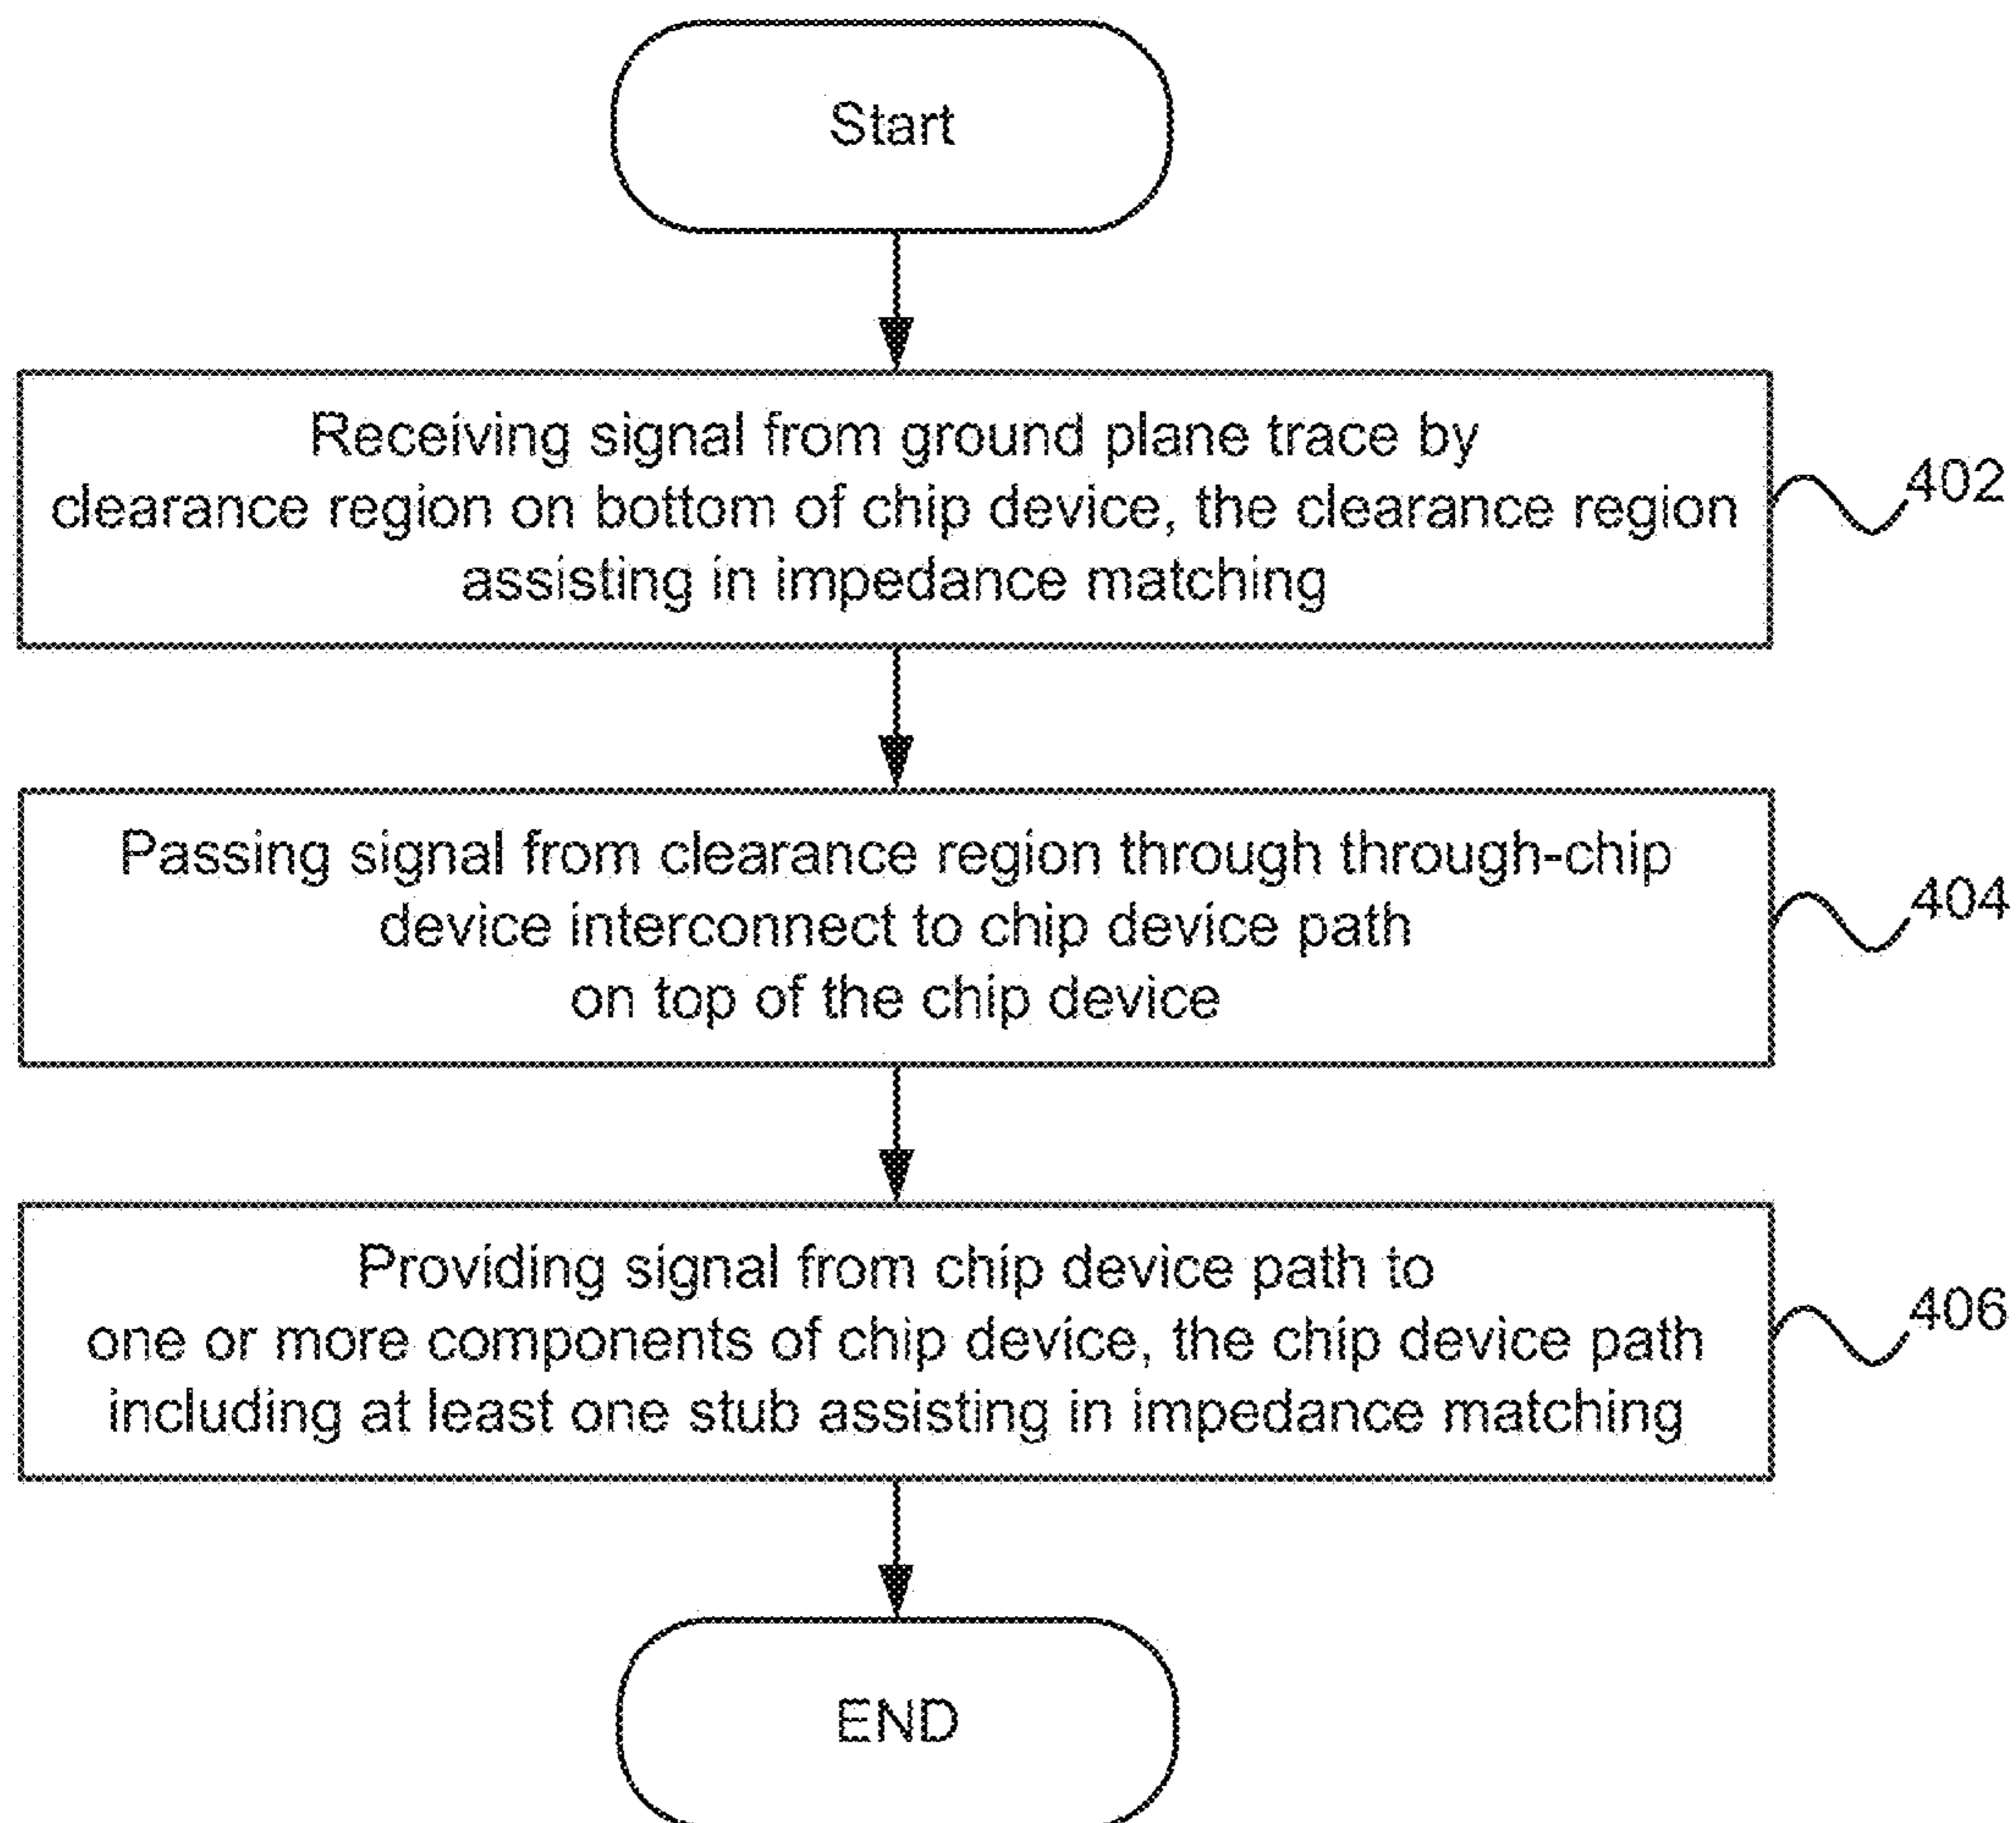 Start
Receiving signal from ground plane trace by
clearance region on bottom of chip device, the clearance region
assisting in impedance matching
402
Passing signal from clearance region through through-chip
device interconnect to chip device path
on top of the chip device
404
Providing signal from chip device path to
one or more components of chip device, the chip device path
including at least one stub assisting in impedance matching
406
END